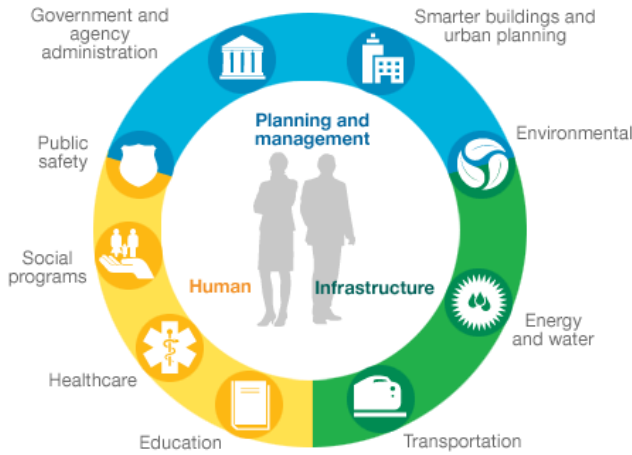 Government and
agency
administration
Smarter buildings and
urban planning
Planning and
management
Public
safety
Environmental
Social
programs
Human
Infrastructure
Energy
and water
Healthcare
Education
Transportation